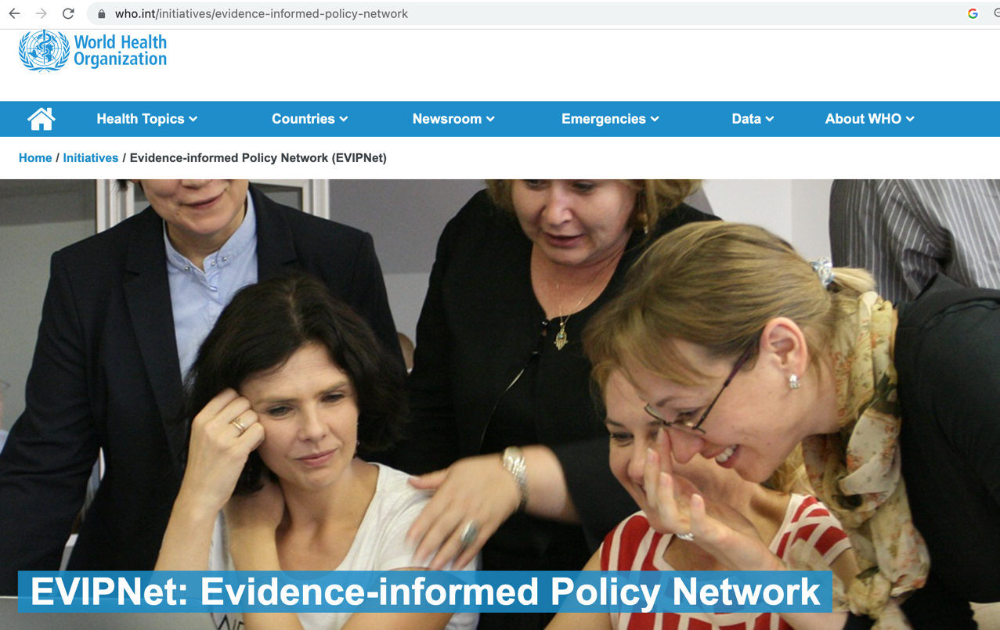 who.int/initiatives/evidence-informed-policy-network
World Health
Organization
Health Topics
Countries
Newsroom
Emergencies
Data
About WHO
Home / Initiatives / Evidence-informed Policy Network (EVIPNet)
EVIPNet: Evidence-informed Policy Network